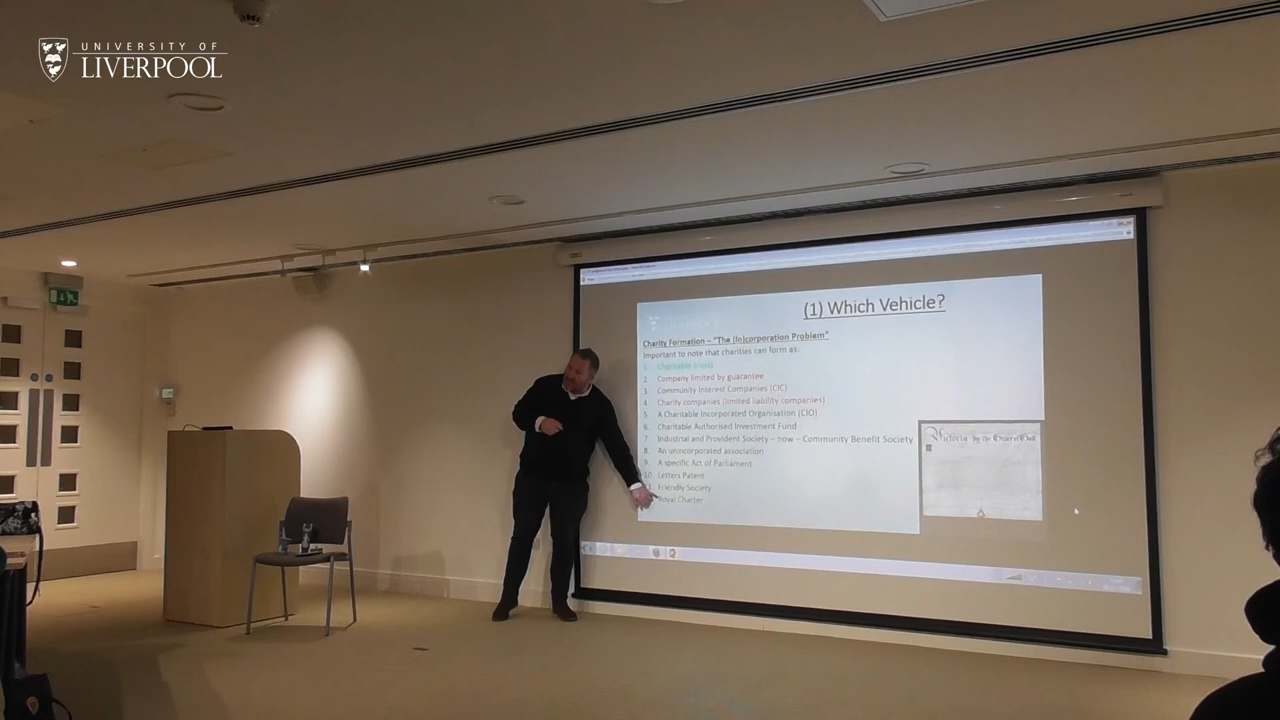 UNIVERSITY OF
LIVERPOOL
(1) Which Vehicle?
Charity Formation – "The (In)corporation Problem"
Important to note that charities can form as:
1. Charitable trusts
2. Company limited by guarantee
3. Community Interest Companies (CIC)
4. Charity companies (limited liability companies)
5. A Charitable Incorporated Organisation (CIO)
6. Charitable Authorised Investment Fund
7. Industrial and Provident Society – now – Community Benefit Society
8. An unincorporated association
9. A specific Act of Parliament
10. Letters Patent
11. Friendly Society
Royal Charter
Victoria by the Grace of God